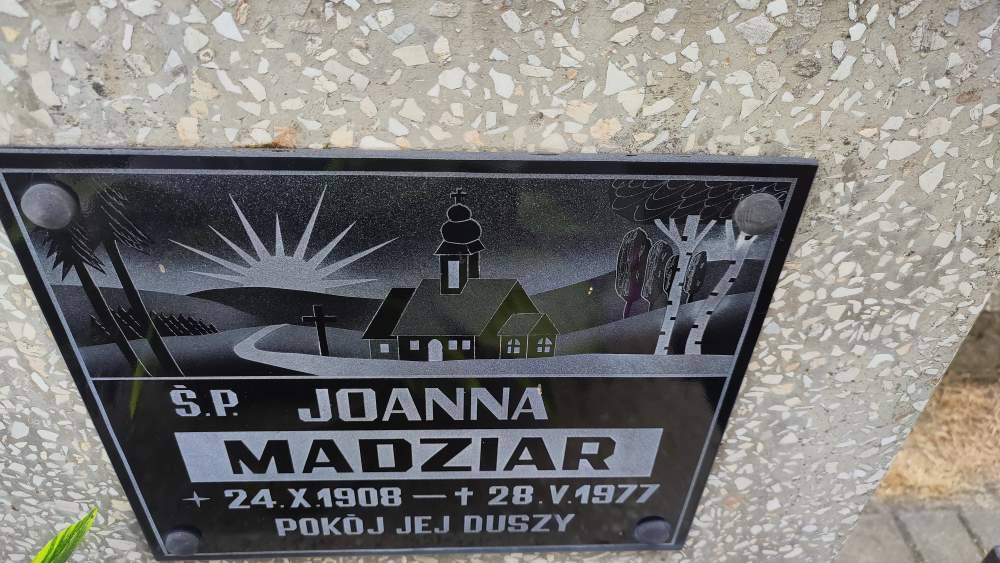 Ś.P. JOANNA
MADZIAR
24.X.1908 — ✝ 28.V.1977
POKÓJ JEJ DUSZY